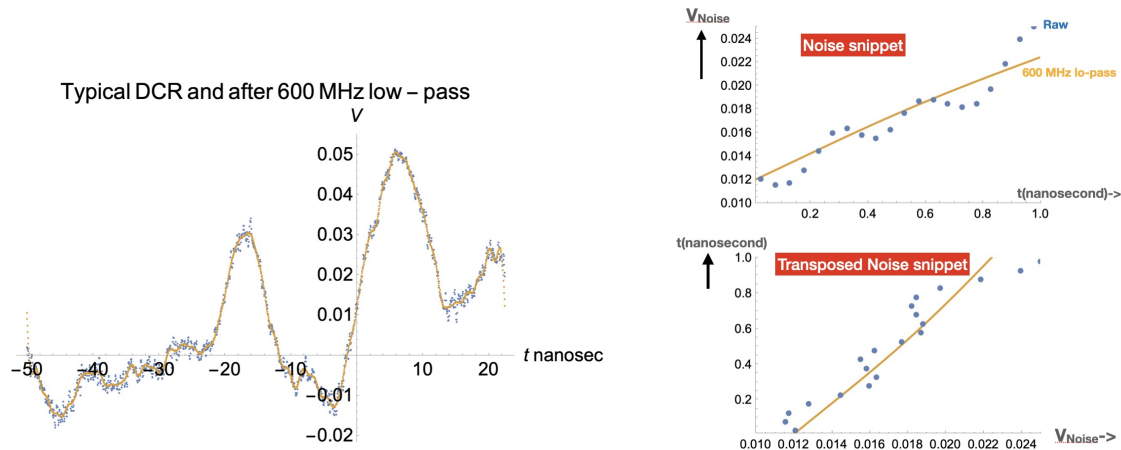 Typical DCR and after 600 MHz low – pass
V
0.05
0.04
0.03
0.02
0.01
−50 −40 −30 −20 −10 10 20 t nanosec
−0.01
−0.02
V_Noise
Noise snippet
Raw
600 MHz lo-pass
0.024
0.022
0.020
0.018
0.016
0.014
0.012
0.010
t(nanosecond)->
0.2 0.4 0.6 0.8 1.0
t(nanosecond)
Transposed Noise snippet
1.0
0.8
0.6
0.4
0.2
0.010 0.012 0.014 0.016 0.018 0.020 0.022 0.024
V_Noise->